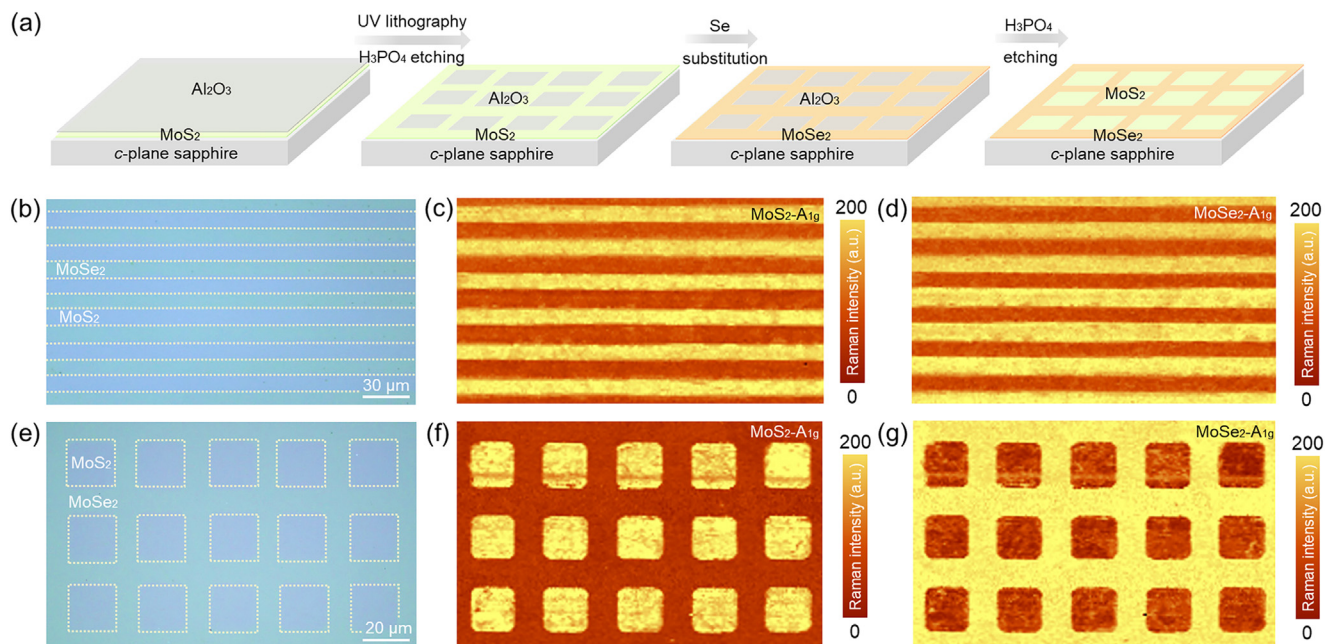 (a)
UV lithography
H₃PO₄ etching
Se
substitution
H₃PO₄
etching
Al₂O₃
MoS₂
c-plane sapphire
Al₂O₃
MoS₂
c-plane sapphire
Al₂O₃
MoSe₂
c-plane sapphire
MoS₂
MoSe₂
c-plane sapphire
(b)
MoSe₂
MoS₂
30 μm
(c)
MoS₂-A₁g
200
Raman intensity (a.u.)
0
(d)
MoSe₂-A₁g
200
Raman intensity (a.u.)
0
(e)
MoS₂
MoSe₂
20 μm
(f)
MoS₂-A₁g
200
Raman intensity (a.u.)
0
(g)
MoSe₂-A₁g
200
Raman intensity (a.u.)
0